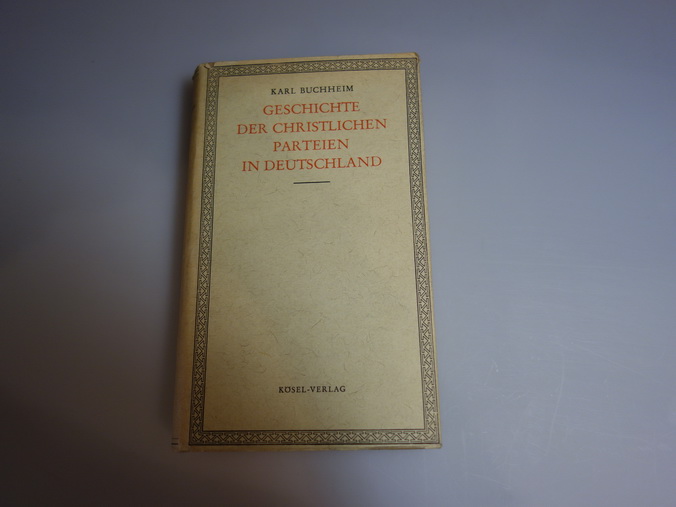 KARL BUCHHEIM
GESCHICHTE
DER CHRISTLICHEN
PARTEIEN
IN DEUTSCHLAND
KÖSEL-VERLAG